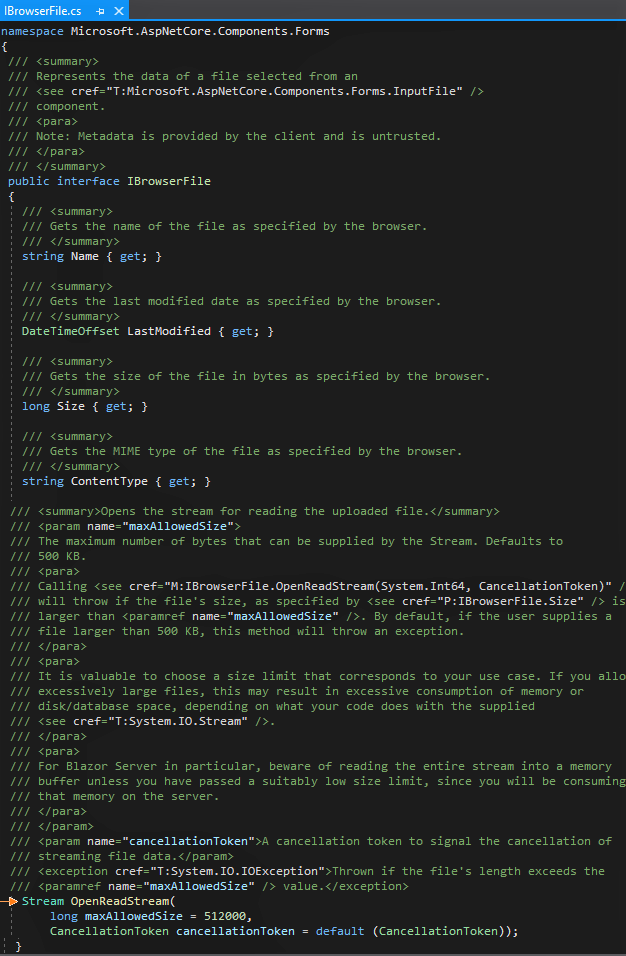 IBrowserFile.cs
namespace Microsoft.AspNetCore.Components.Forms
{
/// <summary>
/// Represents the data of a file selected from an
/// <see cref="T:Microsoft.AspNetCore.Components.Forms.InputFile" />
/// component.
/// <para>
/// Note: Metadata is provided by the client and is untrusted.
/// </para>
/// </summary>
public interface IBrowserFile
{
/// <summary>
/// Gets the name of the file as specified by the browser.
/// </summary>
string Name { get; }
/// <summary>
/// Gets the last modified date as specified by the browser.
/// </summary>
DateTimeOffset LastModified { get; }
/// <summary>
/// Gets the size of the file in bytes as specified by the browser.
/// </summary>
long Size { get; }
/// <summary>
/// Gets the MIME type of the file as specified by the browser.
/// </summary>
string ContentType { get; }
/// <summary>Opens the stream for reading the uploaded file.</summary>
/// <param name="maxAllowedSize">
/// The maximum number of bytes that can be supplied by the Stream. Defaults to
/// 500 KB.
/// <para>
/// Calling <see cref="M:IBrowserFile.OpenReadStream(System.Int64, CancellationToken)" /
/// will throw if the file's size, as specified by <see cref="P:IBrowserFile.Size" /> is
/// larger than <paramref name="maxAllowedSize" />. By default, if the user supplies a
/// file larger than 500 KB, this method will throw an exception.
/// </para>
/// <para>
/// It is valuable to choose a size limit that corresponds to your use case. If you allo
/// excessively large files, this may result in excessive consumption of memory or
/// disk/database space, depending on what your code does with the supplied
/// <see cref="T:System.IO.Stream" />.
/// </para>
/// <para>
/// For Blazor Server in particular, beware of reading the entire stream into a memory
/// buffer unless you have passed a suitably low size limit, since you will be consuming
/// that memory on the server.
/// </para>
/// </param>
/// <param name="cancellationToken">A cancellation token to signal the cancellation of
/// streaming file data.</param>
/// <exception cref="T:System.IO.IOException">Thrown if the file's length exceeds the
/// <paramref name="maxAllowedSize" /> value.</exception>
Stream OpenReadStream(
long maxAllowedSize = 512000,
CancellationToken cancellationToken = default (CancellationToken));
}